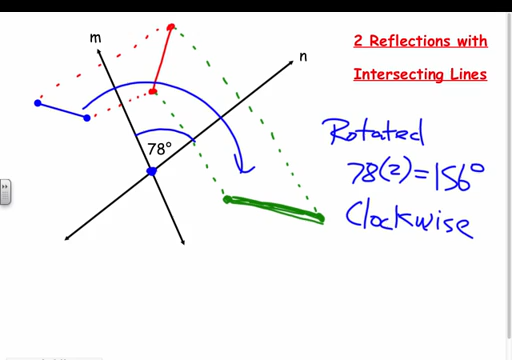 m
n
2 Reflections with
Intersecting Lines
78°
Rotated
78(2)=156°
Clockwise